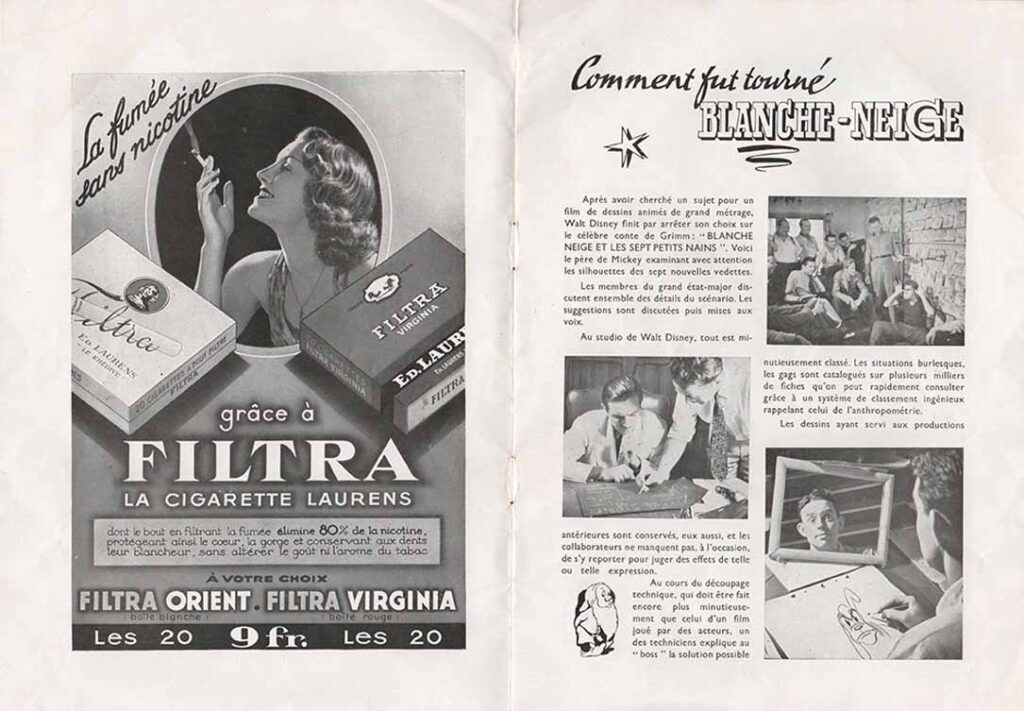 La fumée
sans nicotine
Filtra
ED. LAURENS
LE KHEDIVE
20 CIGARETTES A BOUT FILTRE
FILTRA
FILTRA
VIRGINIA
ED. LAUR
ED. LAURENS
FILTRA
grâce à
FILTRA
LA CIGARETTE LAURENS
dont le bout en filtrant la fumée élimine 80% de la nicotine,
protégeant ainsi le cœur, la gorge et conservant aux dents
leur blancheur, sans altérer le goût ni l'arome du tabac
À VOTRE CHOIX
FILTRA ORIENT. FILTRA VIRGINIA
(boîte blanche) (boîte rouge)
Les 20 9 fr. Les 20
Comment fut tourné
BLANCHE-NEIGE
Après avoir cherché un sujet pour un
film de dessins animés de grand métrage,
Walt Disney finit par arrêter son choix sur
le célèbre conte de Grimm : " BLANCHE
NEIGE ET LES SEPT PETITS NAINS ". Voici
le père de Mickey examinant avec attention
les silhouettes des sept nouvelles vedettes.
Les membres du grand état-major dis-
cutent ensemble des détails du scénario. Les
suggestions sont discutées puis mises aux
voix.
Au studio de Walt Disney, tout est mi-
nutieusement classé. Les situations burlesques,
les gags sont catalogués sur plusieurs milliers
de fiches qu'on peut rapidement consulter
grâce à un système de classement ingénieux
rappelant celui de l'anthropométrie.
Les dessins ayant servi aux productions
antérieures sont conservés, eux aussi, et les
collaborateurs ne manquent pas, à l'occasion,
de s'y reporter pour juger des effets de telle
ou telle expression.
Au cours du découpage
technique, qui doit être fait
encore plus minutieuse-
ment que celui d'un film
joué par des acteurs, un
des techniciens explique au
" boss " la solution possible